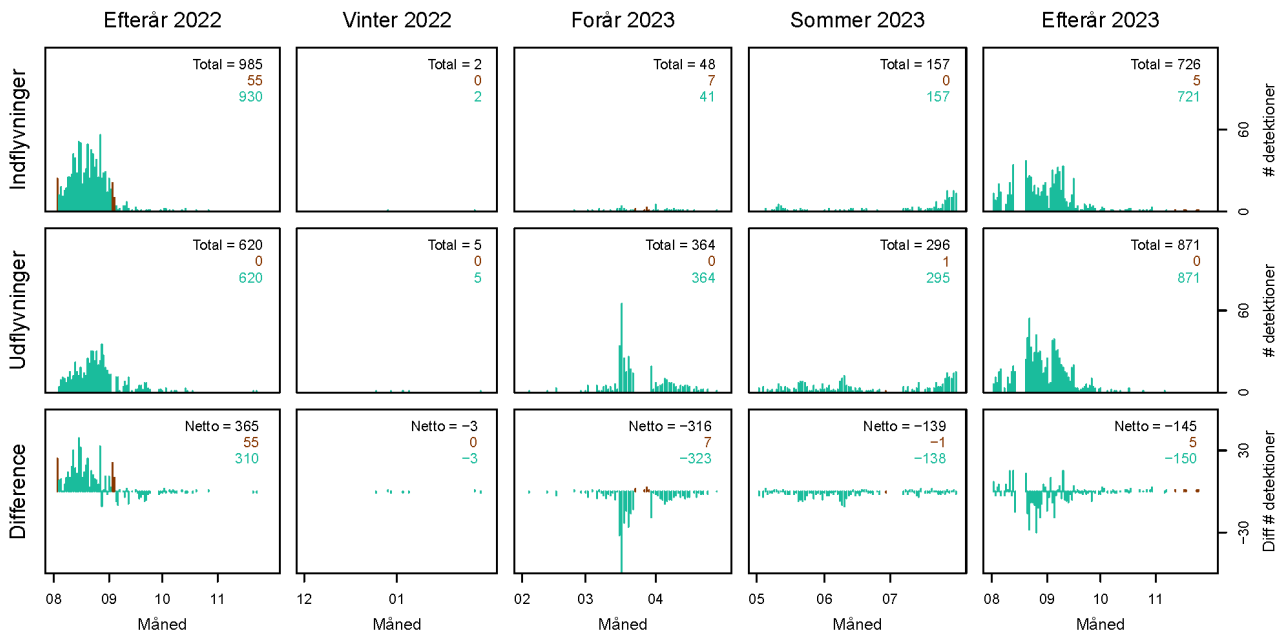 Efterår 2022
Vinter 2022
Forår 2023
Sommer 2023
Efterår 2023
Indflyvninger
Total = 985
55
930
Total = 2
0
2
Total = 48
7
41
Total = 157
0
157
Total = 726
5
721
60
0
# detektioner
Udflyvninger
Total = 620
0
620
Total = 5
0
5
Total = 364
0
364
Total = 296
1
295
Total = 871
0
871
60
0
# detektioner
Difference
Netto = 365
55
310
Netto = −3
0
−3
Netto = −316
7
−323
Netto = −139
−1
−138
Netto = −145
5
−150
30
−30
Diff # detektioner
08 09 10 11
12 01
02 03 04
05 06 07
08 09 10 11
Måned
Måned
Måned
Måned
Måned